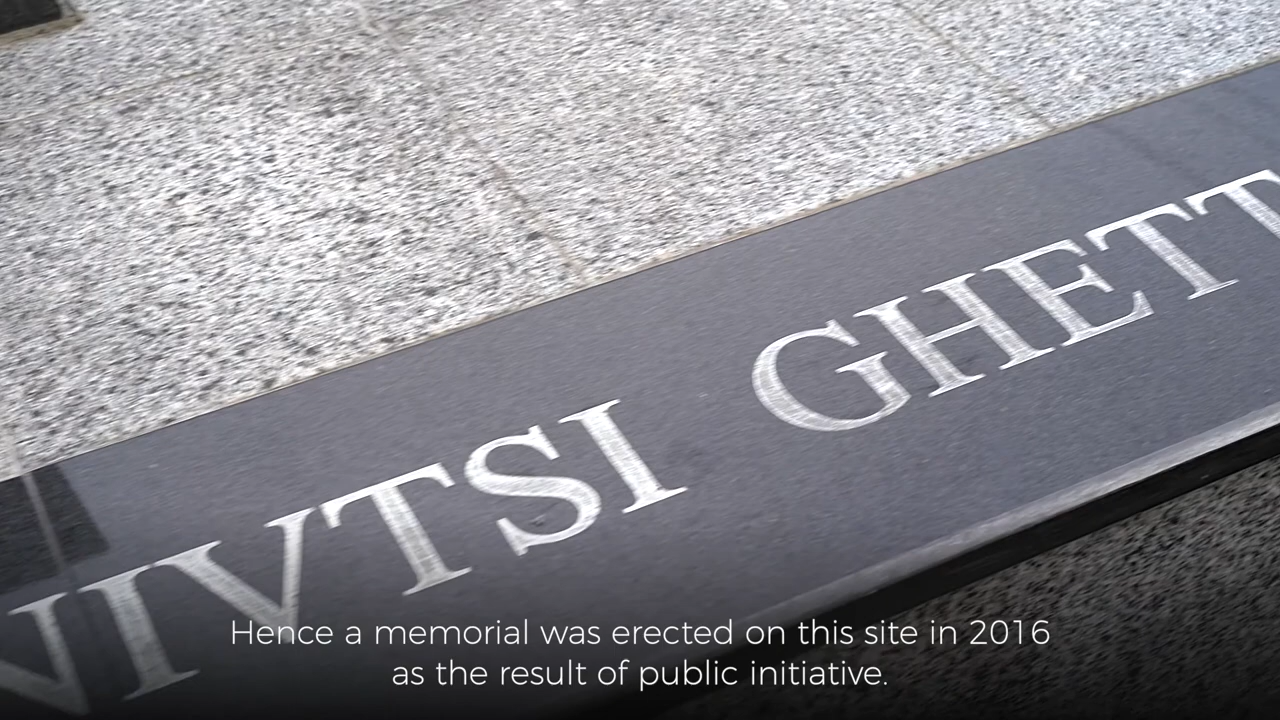 NIVTSI GHETT
Hence a memorial was erected on this site in 2016
as the result of public initiative.